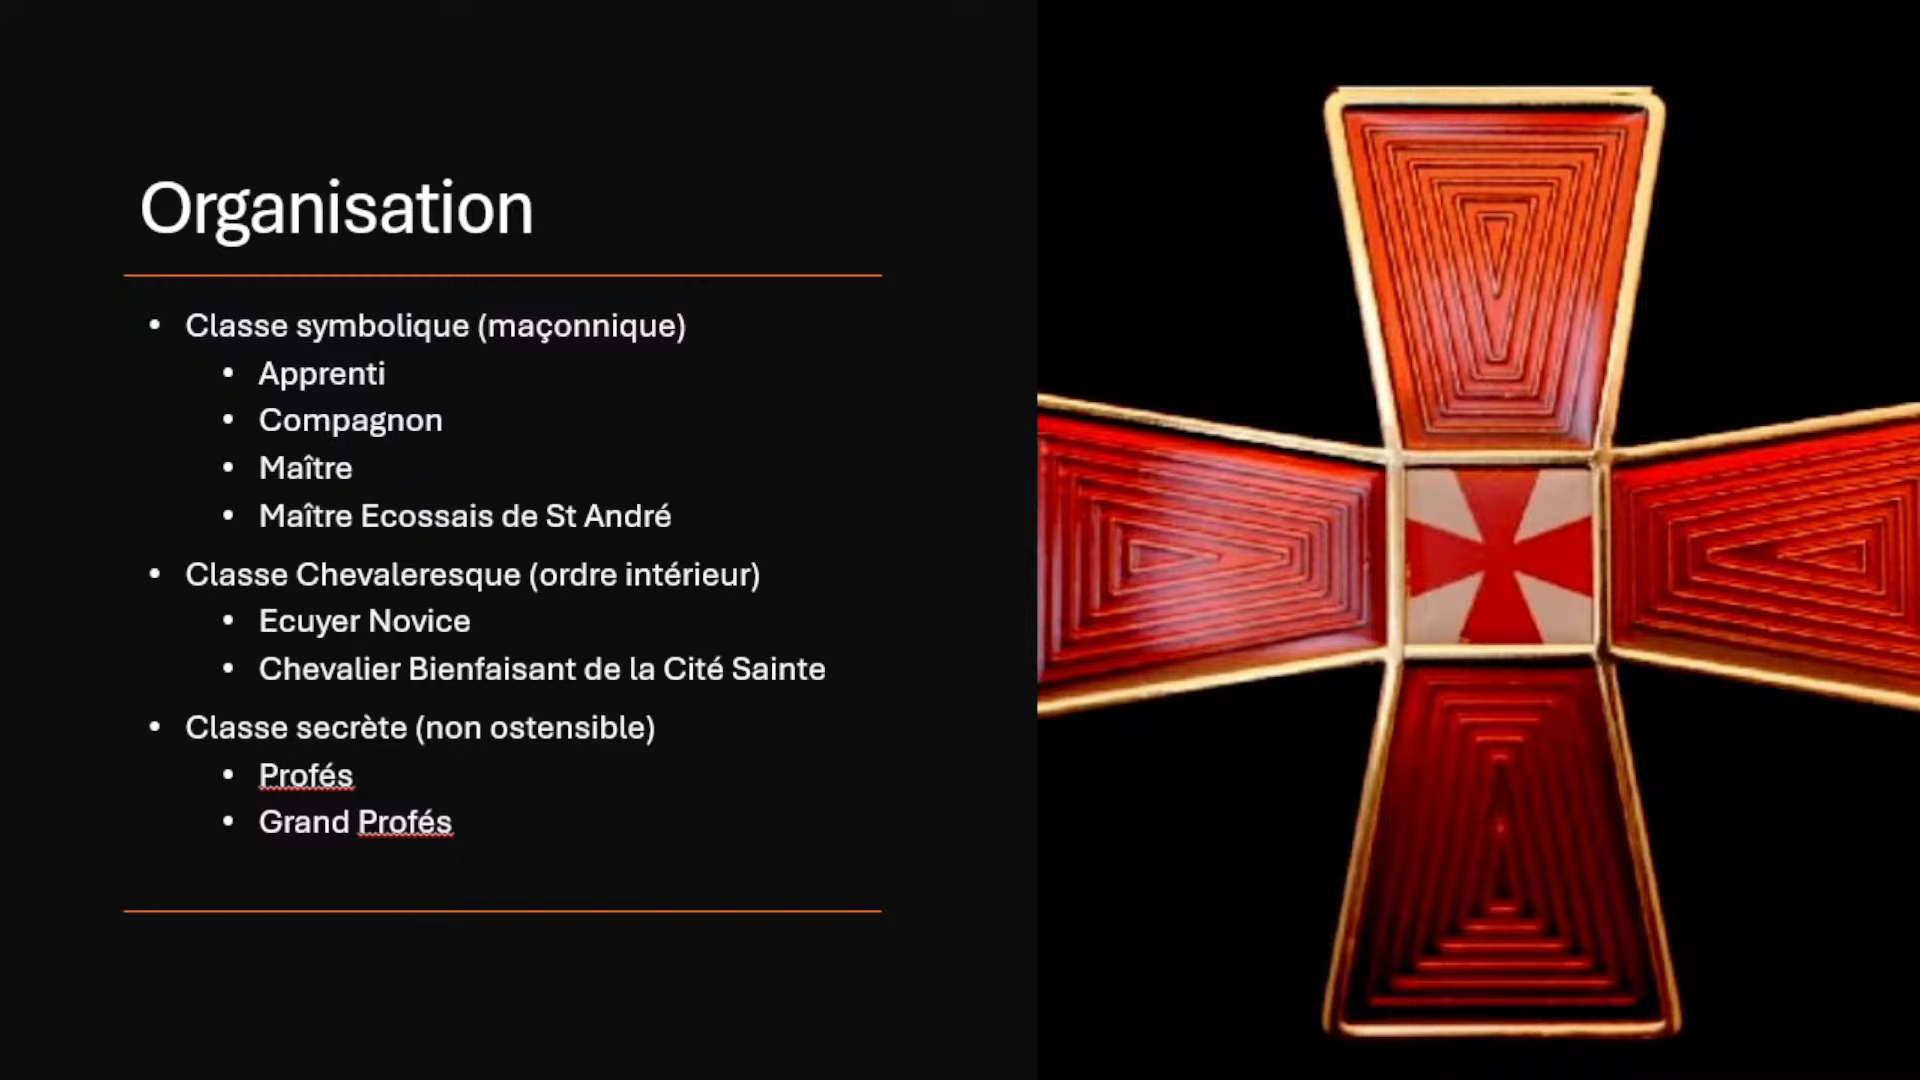 Organisation
• Classe symbolique (maçonnique)
• Apprenti
• Compagnon
• Maître
• Maître Ecossais de St André
• Classe Chevaleresque (ordre intérieur)
• Ecuyer Novice
• Chevalier Bienfaisant de la Cité Sainte
• Classe secrète (non ostensible)
• Profés
• Grand Profés